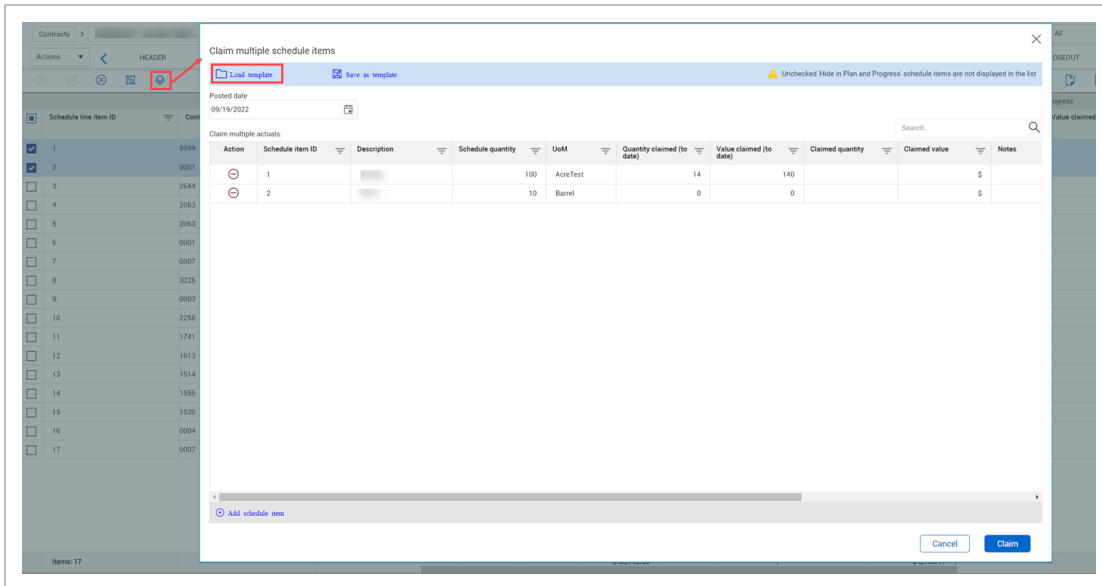 Contracts >
All
Actions
HEADER
OSEOUT
Claim multiple schedule items
Load template
Save as template
Unchecked 'Hide in Plan and Progress' schedule items are not displayed in the list
Posted date
09/19/2022
Search...
Claim multiple actuals:
ogress
Schedule line item ID
Cont
Value claimed
Action Schedule item ID Description Schedule quantity UoM Quantity claimed (to date) Value claimed (to date) Claimed quantity Claimed value Notes
1 100 AcreTest 14 140 $
2 10 Barrel 0 0 $
1 0599
2 0001
3 2644
4 2063
5 2063
6 0001
7 0007
8 3226
9 0003
10 2258
11 1741
12 1613
13 1514
14 1555
15 1530
16 0004
17 0007
Add schedule item
Cancel
Claim
Items: 17